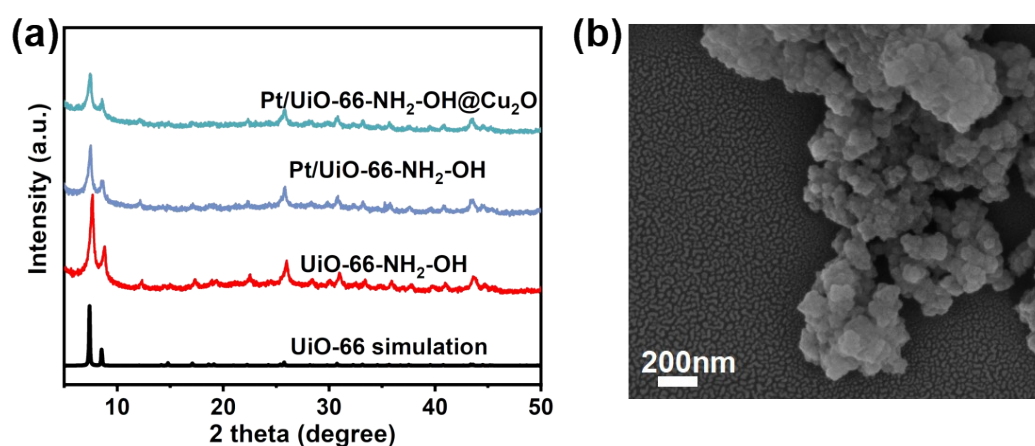 (a)
Intensity (a.u.)
Pt/UiO-66-NH₂-OH@Cu₂O
Pt/UiO-66-NH₂-OH
UiO-66-NH₂-OH
UiO-66 simulation
10 20 30 40 50
2 theta (degree)
(b)
200nm